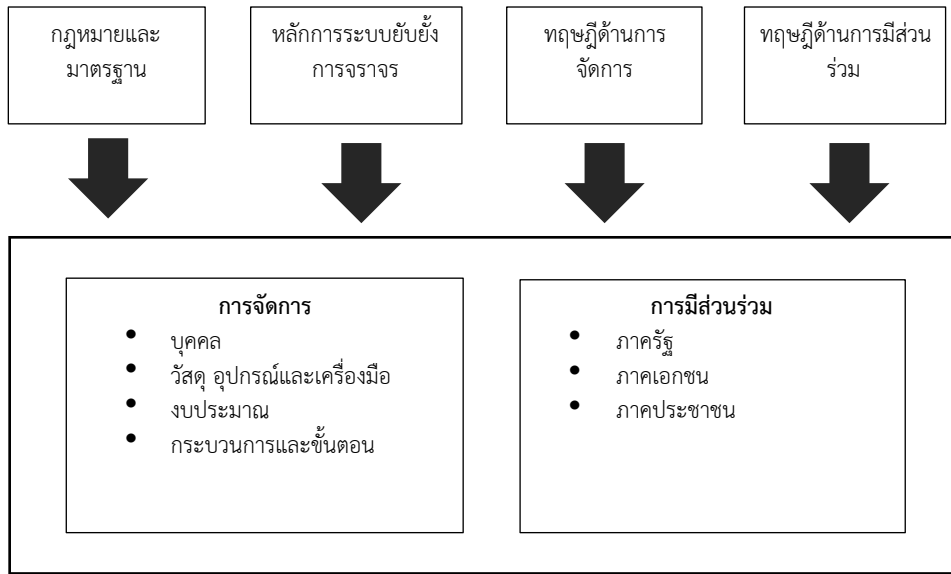 กฎหมายและ
มาตรฐาน
หลักการระบบยับยั้ง
การจราจร
ทฤษฎีด้านการ
จัดการ
ทฤษฎีด้านการมีส่วน
ร่วม
การจัดการ
• บุคคล
• วัสดุ อุปกรณ์และเครื่องมือ
• งบประมาณ
• กระบวนการและขั้นตอน
การมีส่วนร่วม
• ภาครัฐ
• ภาคเอกชน
• ภาคประชาชน